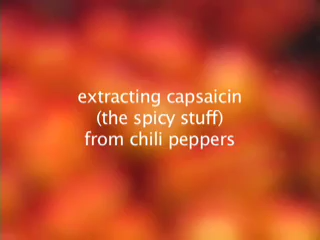 extracting capsaicin
(the spicy stuff)
from chili peppers